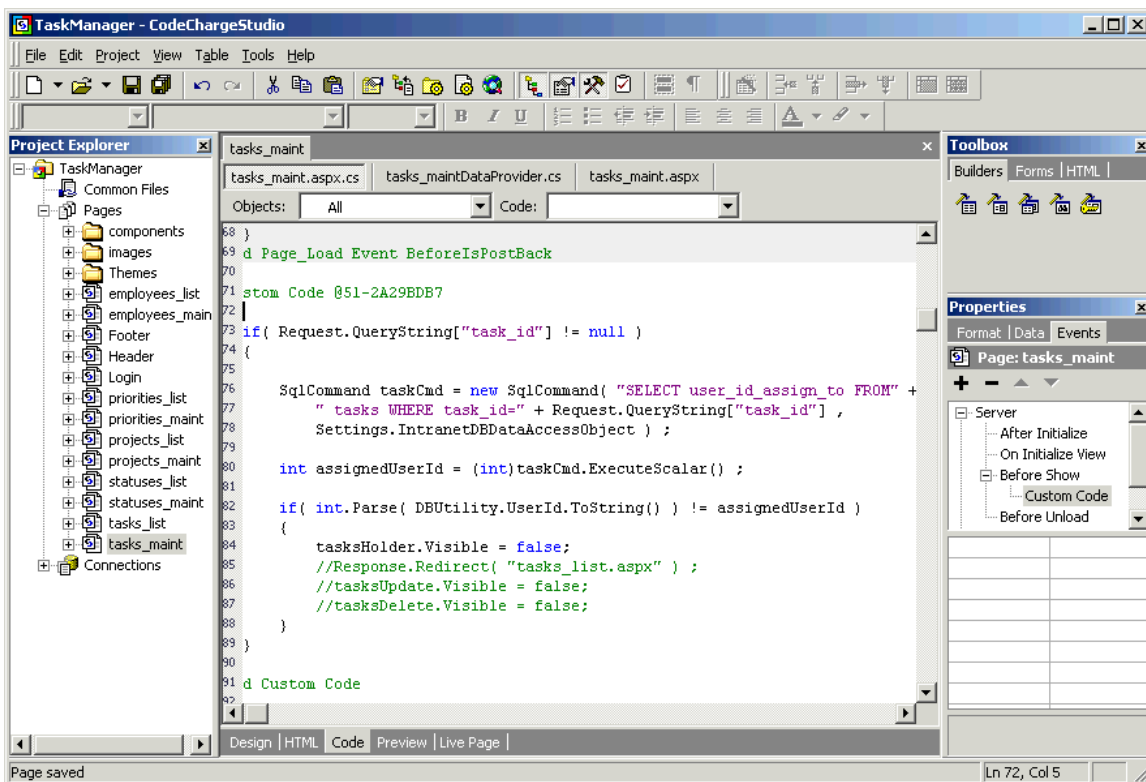 TaskManager - CodeChargeStudio
File Edit Project View Table Tools Help
B I U
A
Project Explorer
TaskManager
Common Files
Pages
components
images
Themes
employees_list
employees_main
Footer
Header
Login
priorities_list
priorities_maint
projects_list
projects_maint
statuses_list
statuses_maint
tasks_list
tasks_maint
Connections
tasks_maint
tasks_maint.aspx.cs tasks_maintDataProvider.cs tasks_maint.aspx
Objects: All Code:
68 }
69 d Page_Load Event BeforeIsPostBack
70
71 stom Code @51-2A29BDB7
72
73 if( Request.QueryString["task_id"] != null )
74 {
75
76 SqlCommand taskCmd = new SqlCommand( "SELECT user_id_assign_to FROM" +
77 " tasks WHERE task_id=" + Request.QueryString["task_id"] ,
78 Settings.IntranetDBDataAccessObject ) ;
79
80 int assignedUserId = (int)taskCmd.ExecuteScalar() ;
81
82 if( int.Parse( DBUtility.UserId.ToString() ) != assignedUserId )
83 {
84 tasksHolder.Visible = false;
85 //Response.Redirect( "tasks_list.aspx" ) ;
86 //tasksUpdate.Visible = false;
87 //tasksDelete.Visible = false;
88 }
89 }
90
91 d Custom Code
92
Design HTML Code Preview Live Page
Toolbox
Builders Forms HTML
Properties
Format Data Events
Page: tasks_maint
Server
After Initialize
On Initialize View
Before Show
Custom Code
Before Unload
Page saved
Ln 72, Col 5